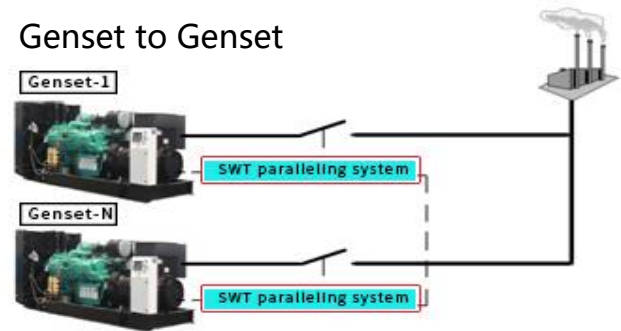 Genset to Genset
Genset-1
SWT paralleling system
Genset-N
SWT paralleling system